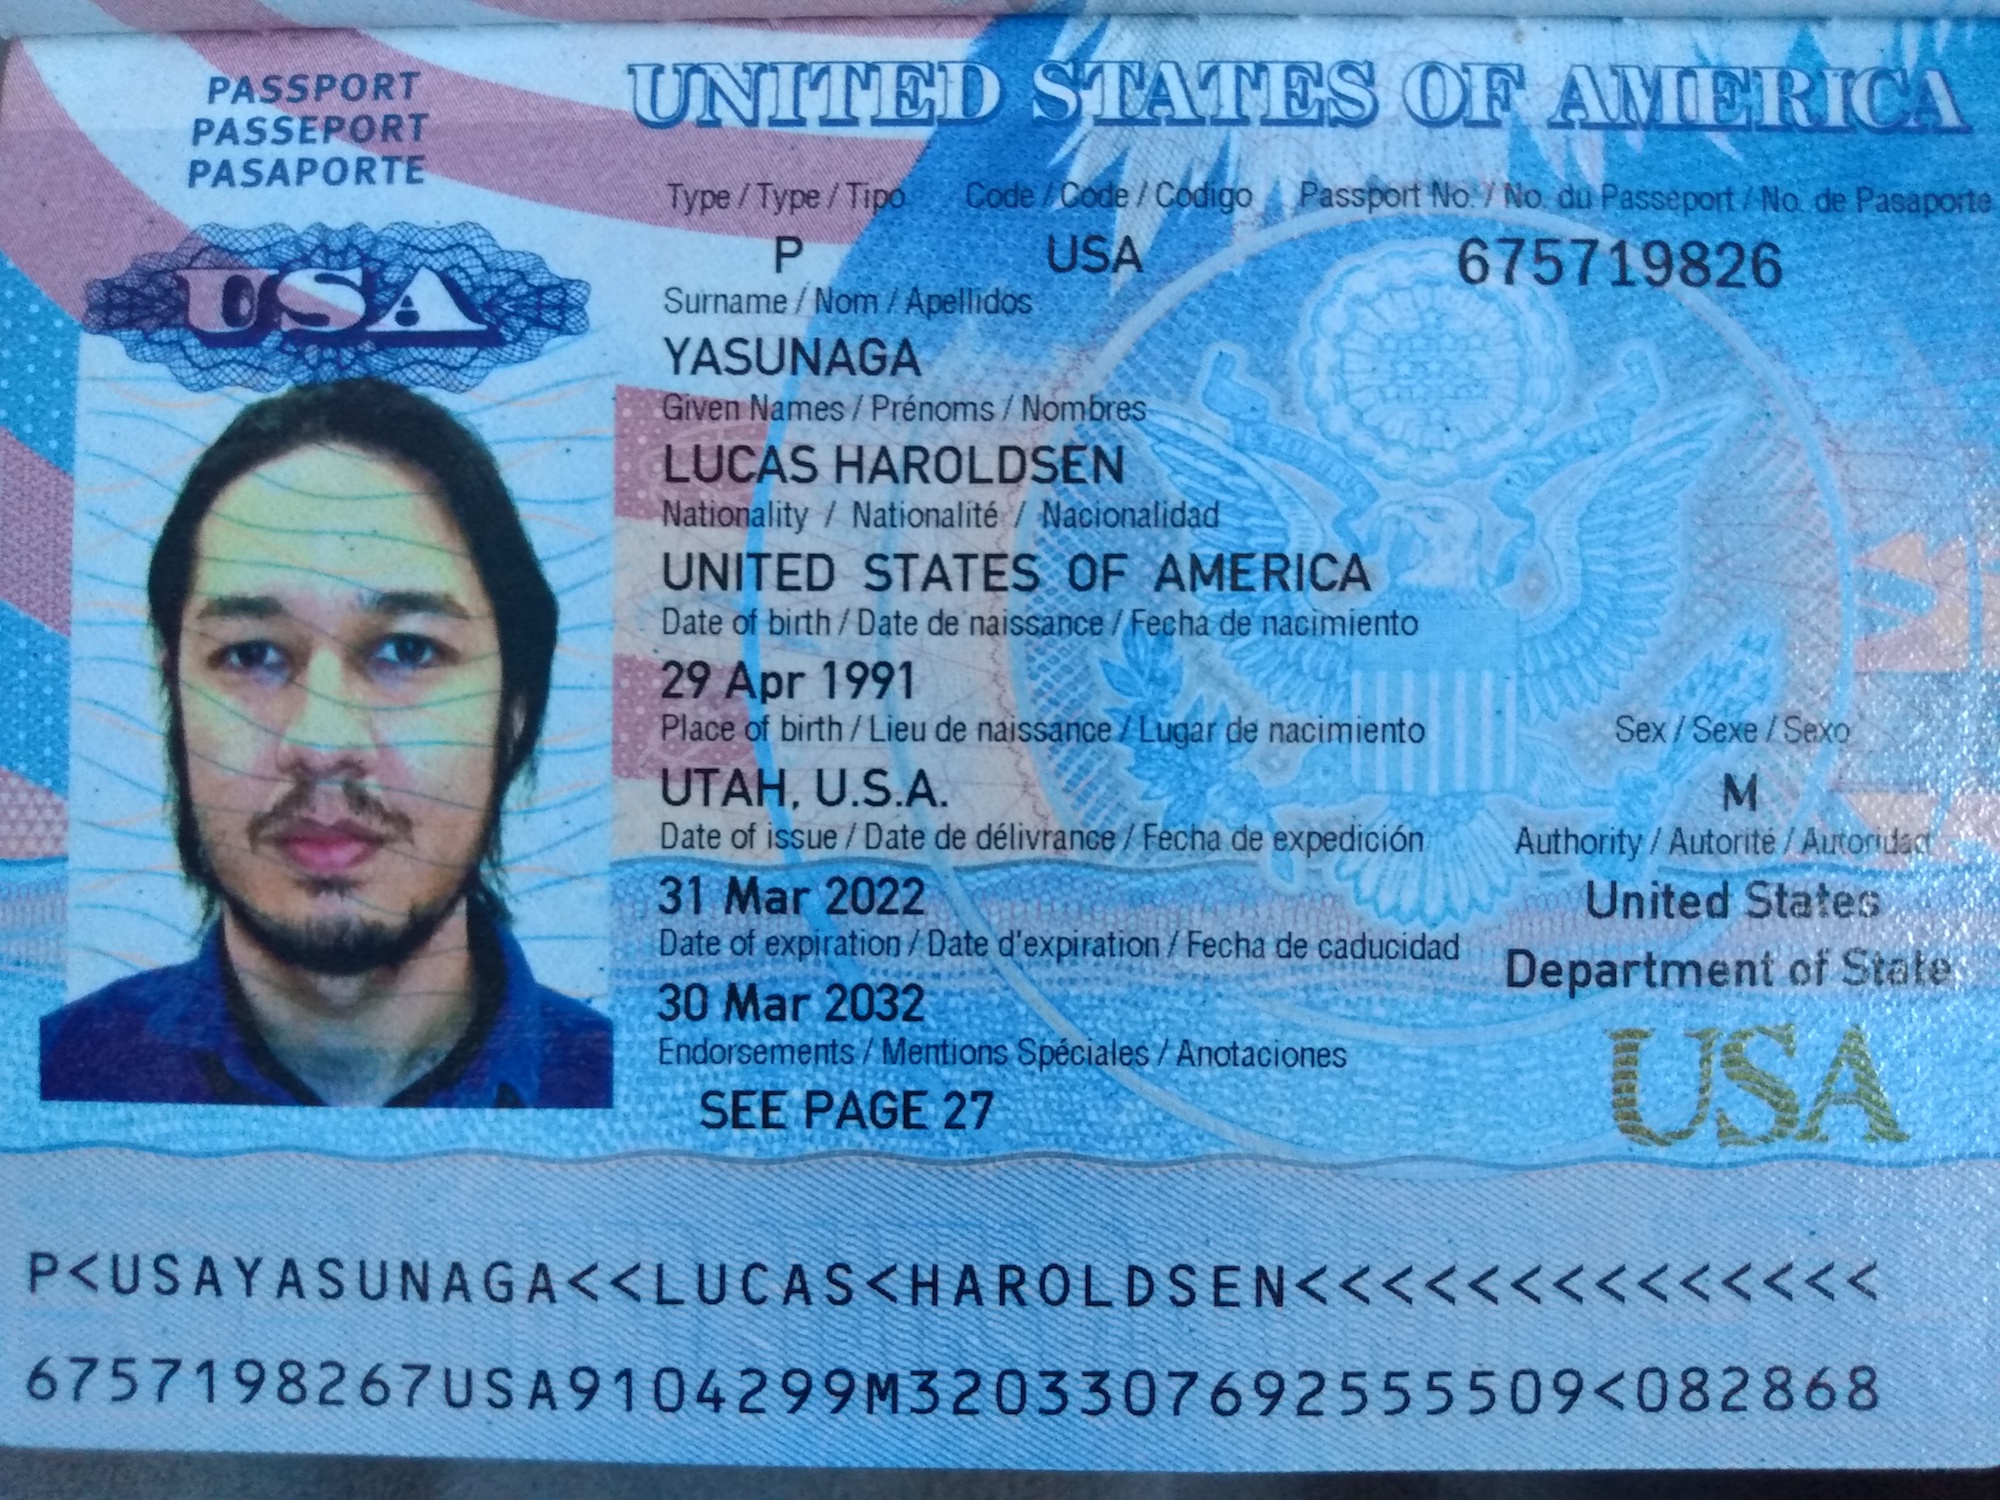 PASSPORT
PASSEPORT
PASAPORTE
USA
UNITED STATES OF AMERICA
Type / Type / Tipo Code / Code / Codigo Passport No. / No. du Passeport / No. de Pasaporte
P USA 675719826
Surname / Nom / Apellidos
YASUNAGA
Given Names / Prénoms / Nombres
LUCAS HAROLDSEN
Nationality / Nationalité / Nacionalidad
UNITED STATES OF AMERICA
Date of birth / Date de naissance / Fecha de nacimiento
29 Apr 1991
Place of birth / Lieu de naissance / Lugar de nacimiento Sex / Sexe / Sexo
UTAH, U.S.A. M
Date of issue / Date de délivrance / Fecha de expedición Authority / Autorité / Autoridad
31 Mar 2022 United States
Date of expiration / Date d'expiration / Fecha de caducidad Department of State
30 Mar 2032
Endorsements / Mentions Spéciales / Anotaciones
SEE PAGE 27
USA
P<USAYASUNAGA<<LUCAS<HAROLDSEN<<<<<<<<<<<<<<
6757198267USA9104299M3203307692555509<082868